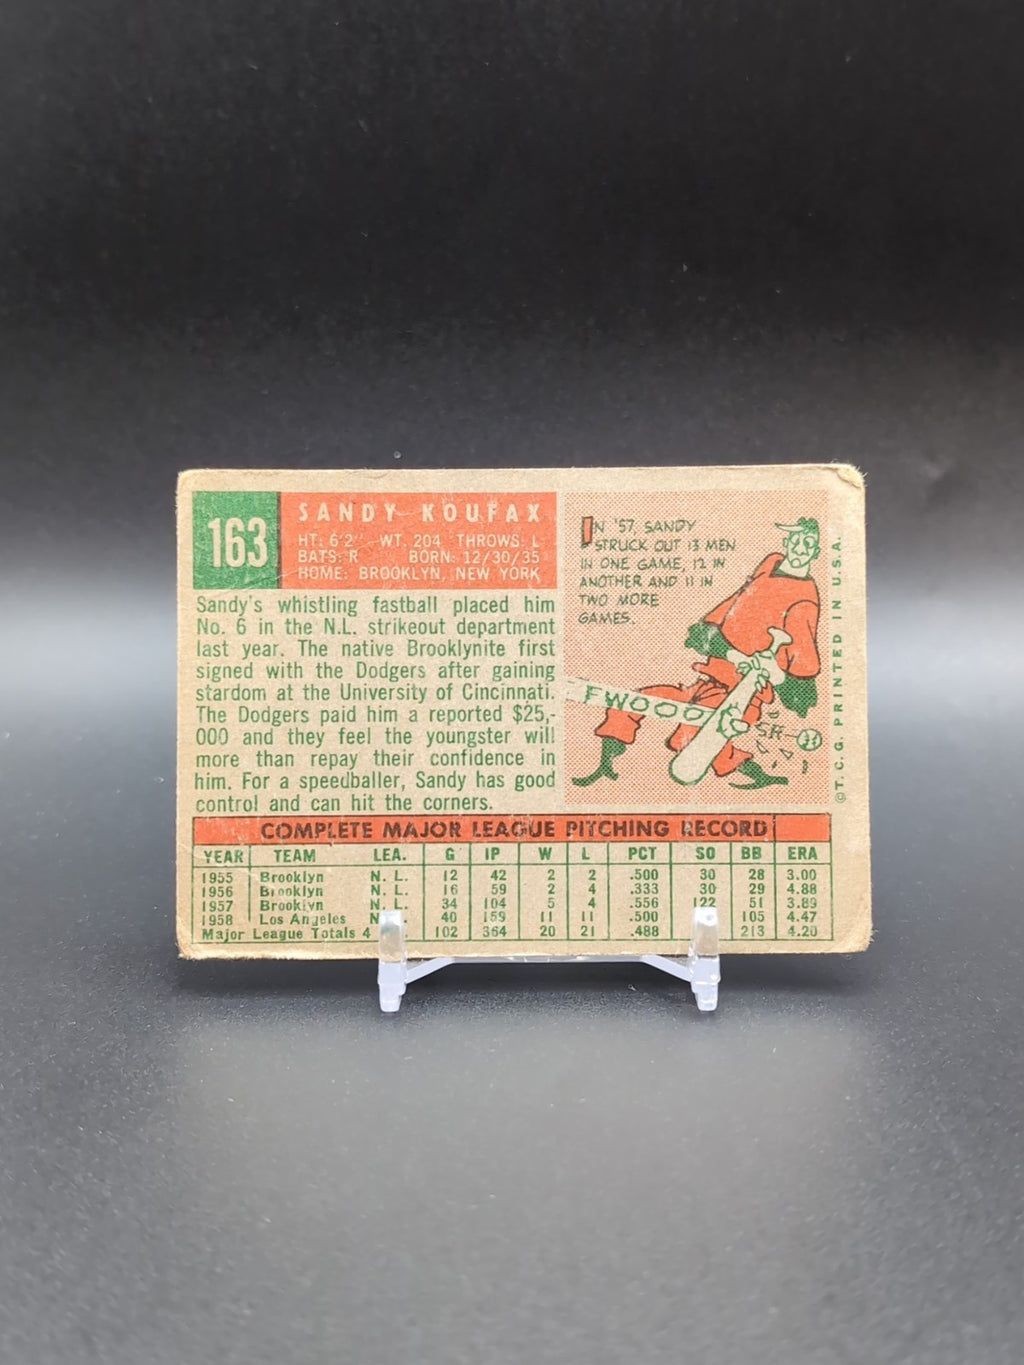 163
SANDY KOUFAX
HT: 6'2" WT. 204 THROWS: L
BATS: R BORN: 12/30/35
HOME: BROOKLYN, NEW YORK
Sandy's whistling fastball placed him
No. 6 in the N.L. strikeout department
last year. The native Brooklynite first
signed with the Dodgers after gaining
stardom at the University of Cincinnati.
The Dodgers paid him a reported $25,-
000 and they feel the youngster will
more than repay their confidence in
him. For a speedballer, Sandy has good
control and can hit the corners.
IN '57, SANDY
STRUCK OUT 13 MEN
IN ONE GAME, 12 IN
ANOTHER AND 11 IN
TWO MORE
GAMES.
FWOOO
©T.C.G. PRINTED IN U.S.A.
COMPLETE MAJOR LEAGUE PITCHING RECORD
YEAR TEAM LEA. G IP W L PCT SO BB ERA
1955 Brooklyn N. L. 12 42 2 2 .500 30 28 3.00
1956 Brooklyn N. L. 16 59 2 4 .333 30 29 4.88
1957 Brooklyn N. L. 34 104 5 4 .556 122 51 3.89
1958 Los Angeles N. 40 159 11 11 .500 105 4.47
Major League Totals 4 102 364 20 21 .488 213 4.20